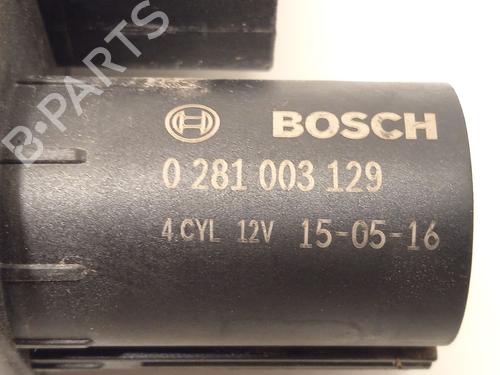 BOSCH
0 281 003 129
4 CYL 12V 15-05-16
B-PARTS